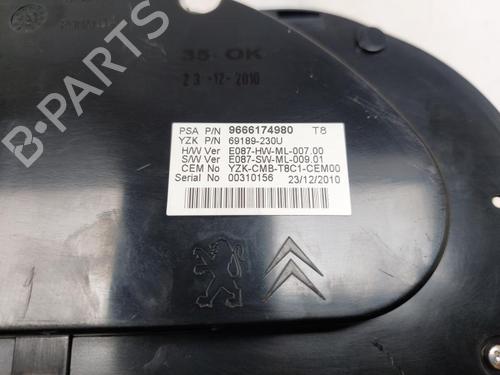 35-OK
23-12-2010
PSA P/N 9666174980 T8
YZK P/N 69189-230U
H/W Ver E087-HW-ML-007.00
S/W Ver E087-SW-ML-009.01
CEM No YZK-CMB-T8C1-CEM00
Serial No 00310156 23/12/2010
B-PARTS